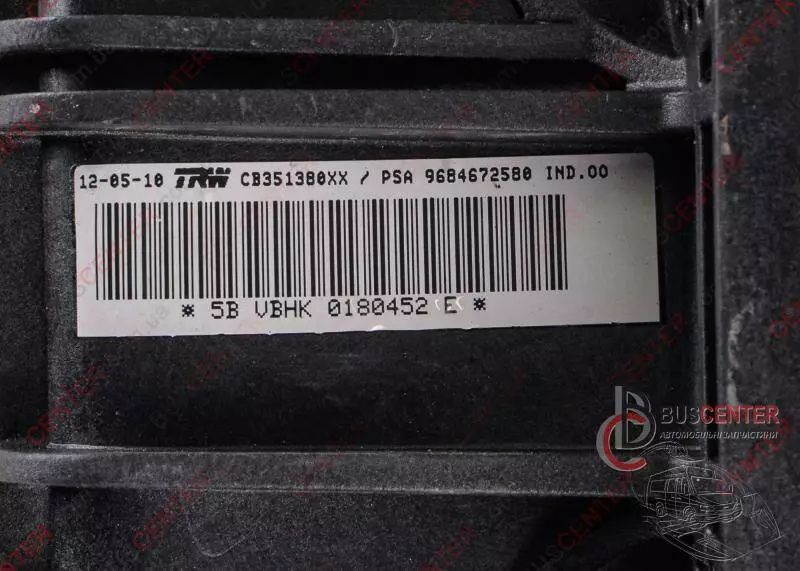 12-05-10 TRW CB351380XX / PSA 9684672580 IND.00
* 5B VBHK 0180452 E *
BUSCENTER
АВТОМОБІЛЬНІ ЗАПЧАСТИНИ